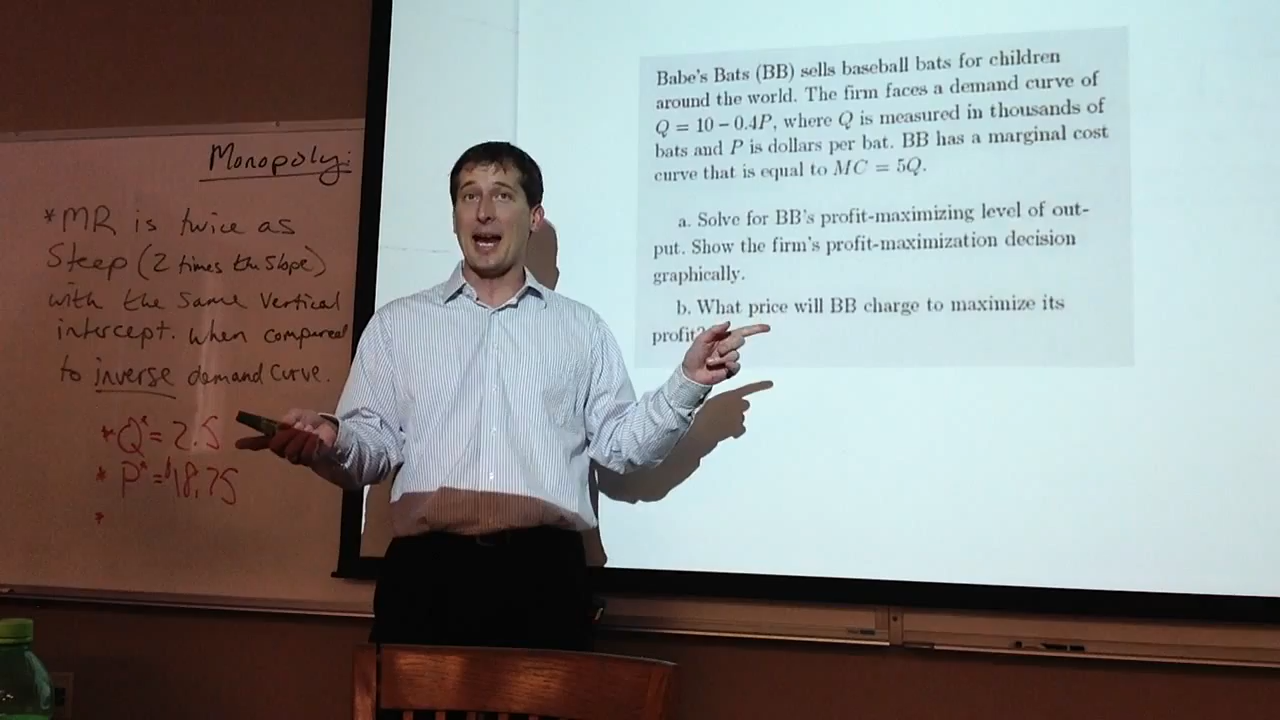 Monopoly:
*MR is twice as
Steep (2 times the slope)
with the same vertical
intercept. when compared
to inverse demand curve.
* Q* = 2.5
* P* = $18.75
*
Babe's Bats (BB) sells baseball bats for children
around the world. The firm faces a demand curve of
Q = 10 − 0.4P, where Q is measured in thousands of
bats and P is dollars per bat. BB has a marginal cost
curve that is equal to MC = 5Q.
a. Solve for BB's profit-maximizing level of out-
put. Show the firm's profit-maximization decision
graphically.
b. What price will BB charge to maximize its
profit?